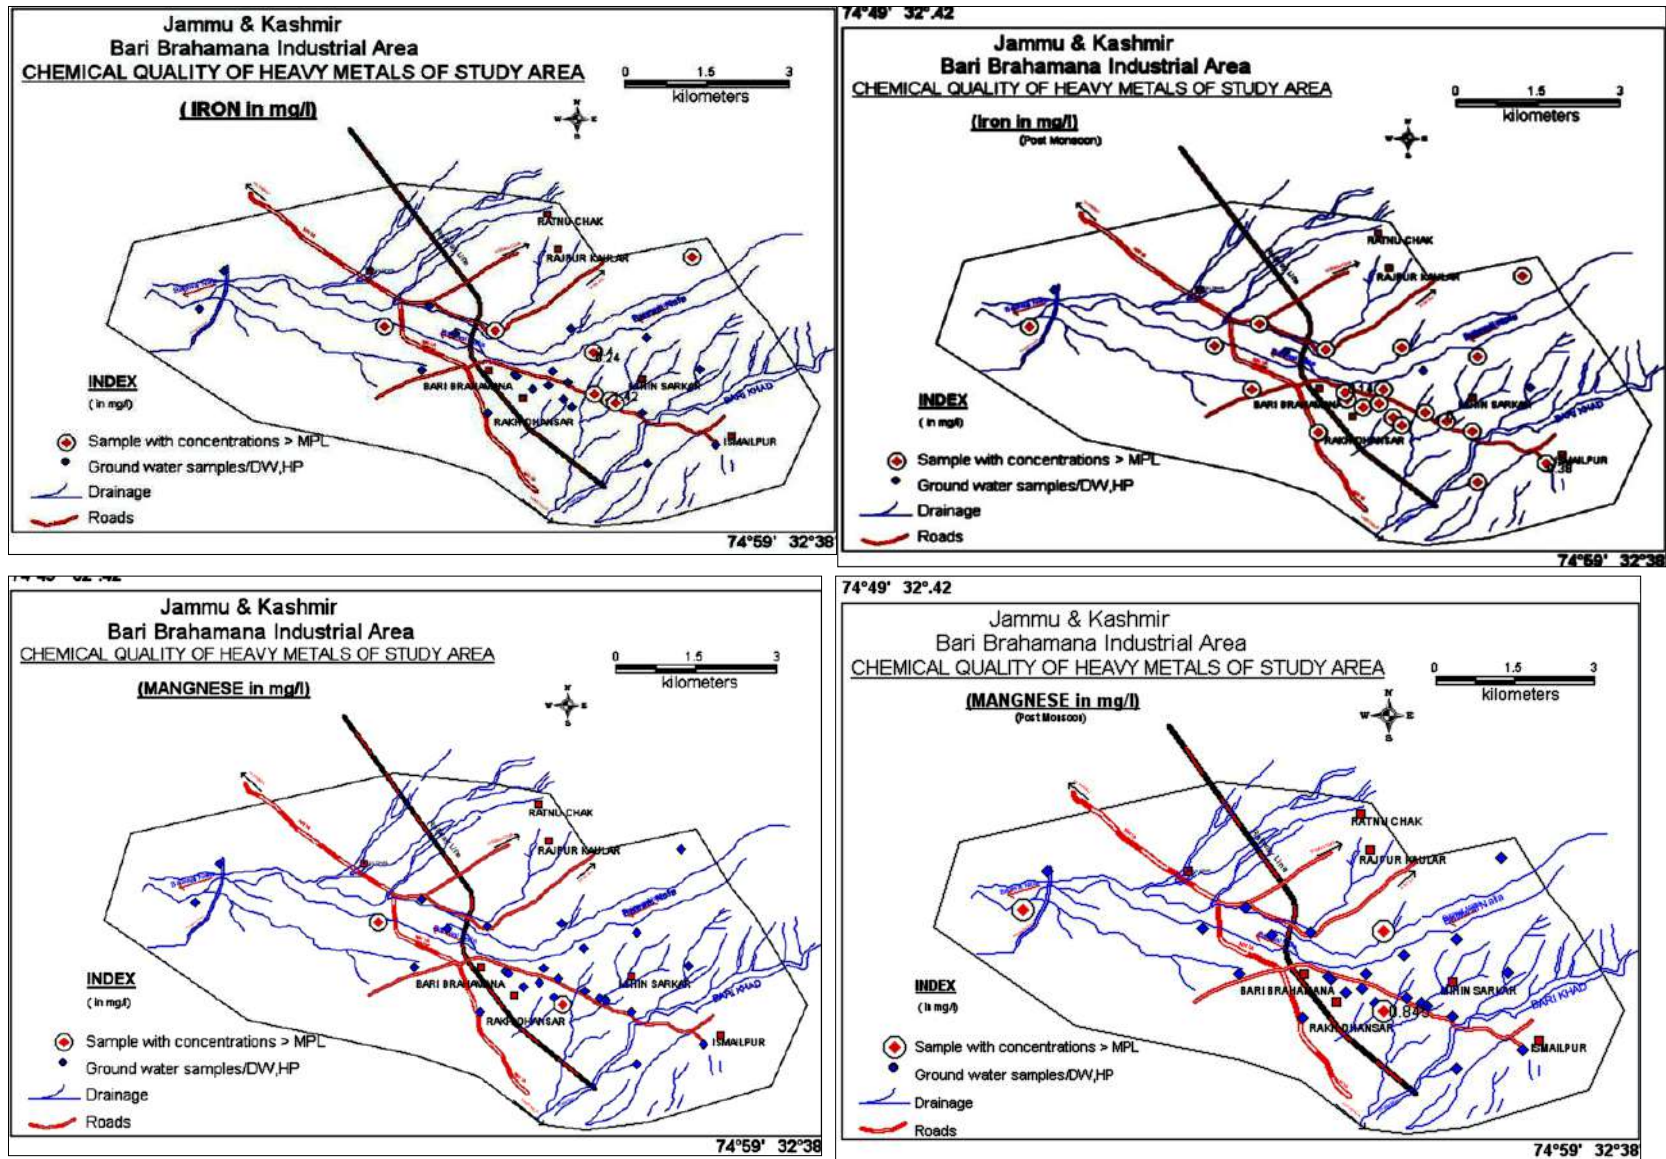 Jammu & Kashmir
Bari Brahamana Industrial Area
CHEMICAL QUALITY OF HEAVY METALS OF STUDY AREA
0 1.5 3
kilometers
( IRON in mg/l)
N
W E
S
RATNU CHAK
RAJPUR KAULAR
BARI BRAHAMANA
BARI KHAD
RAKH DHANSAR
ISMAILPUR
INDEX
( in mg/l)
Sample with concentrations > MPL
Ground water samples/DW,HP
Drainage
Roads
74°59' 32°38'
74°49' 32°.42
Jammu & Kashmir
Bari Brahamana Industrial Area
CHEMICAL QUALITY OF HEAVY METALS OF STUDY AREA
0 1.5 3
kilometers
(Iron in mg/l)
(Post Monsoon)
N
W E
S
RATNU CHAK
RAJPUR KAULAR
BARI BRAHAMANA
BARI KHAD
RAKH DHANSAR
INDEX
( in mg/l)
Sample with concentrations > MPL
Ground water samples/DW,HP
Drainage
Roads
74°59' 32°38'
Jammu & Kashmir
Bari Brahamana Industrial Area
CHEMICAL QUALITY OF HEAVY METALS OF STUDY AREA
0 1.5 3
kilometers
(MANGNESE in mg/l)
N
W E
S
RATNU CHAK
RAJPUR KAULAR
BARI BRAHAMANA
BARI KHAD
RAKH DHANSAR
ISMAILPUR
INDEX
( in mg/l)
Sample with concentrations > MPL
Ground water samples/DW,HP
Drainage
Roads
74°59' 32°38
74°49' 32°.42
Jammu & Kashmir
Bari Brahamana Industrial Area
CHEMICAL QUALITY OF HEAVY METALS OF STUDY AREA
0 1.5 3
kilometers
(MANGNESE in mg/l)
(Post Monsoon)
N
W E
S
RATNU CHAK
RAJPUR KAULAR
Railway Line
BARI BRAHAMANA
BARI KHAD
RAKH DHANSAR
ISMAILPUR
INDEX
( in mg/l)
Sample with concentrations > MPL
Ground water samples/DW,HP
Drainage
Roads
74°59' 32°38'